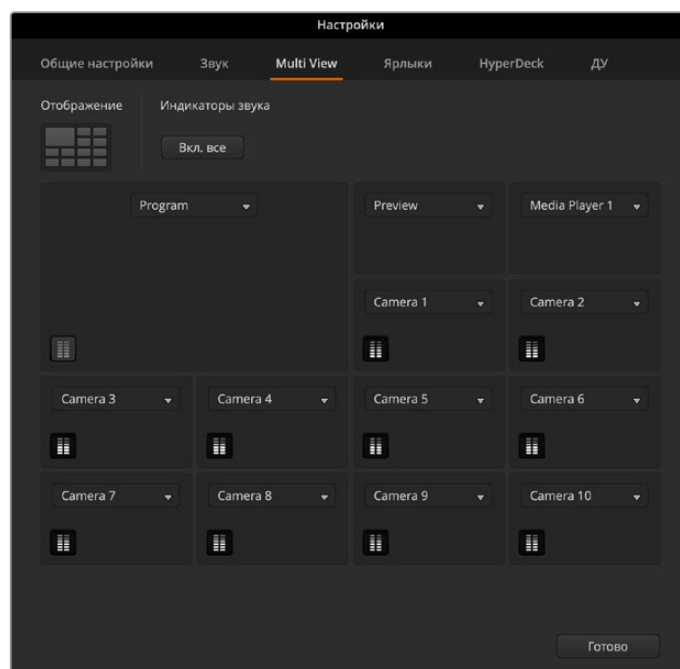 Настройки
Общие настройки Звук Multi View Ярлыки HyperDeck ДУ
Отображение Индикаторы звука
Вкл. все
Program Preview Media Player 1
Camera 1 Camera 2
Camera 3 Camera 4 Camera 5 Camera 6
Camera 7 Camera 8 Camera 9 Camera 10
Готово